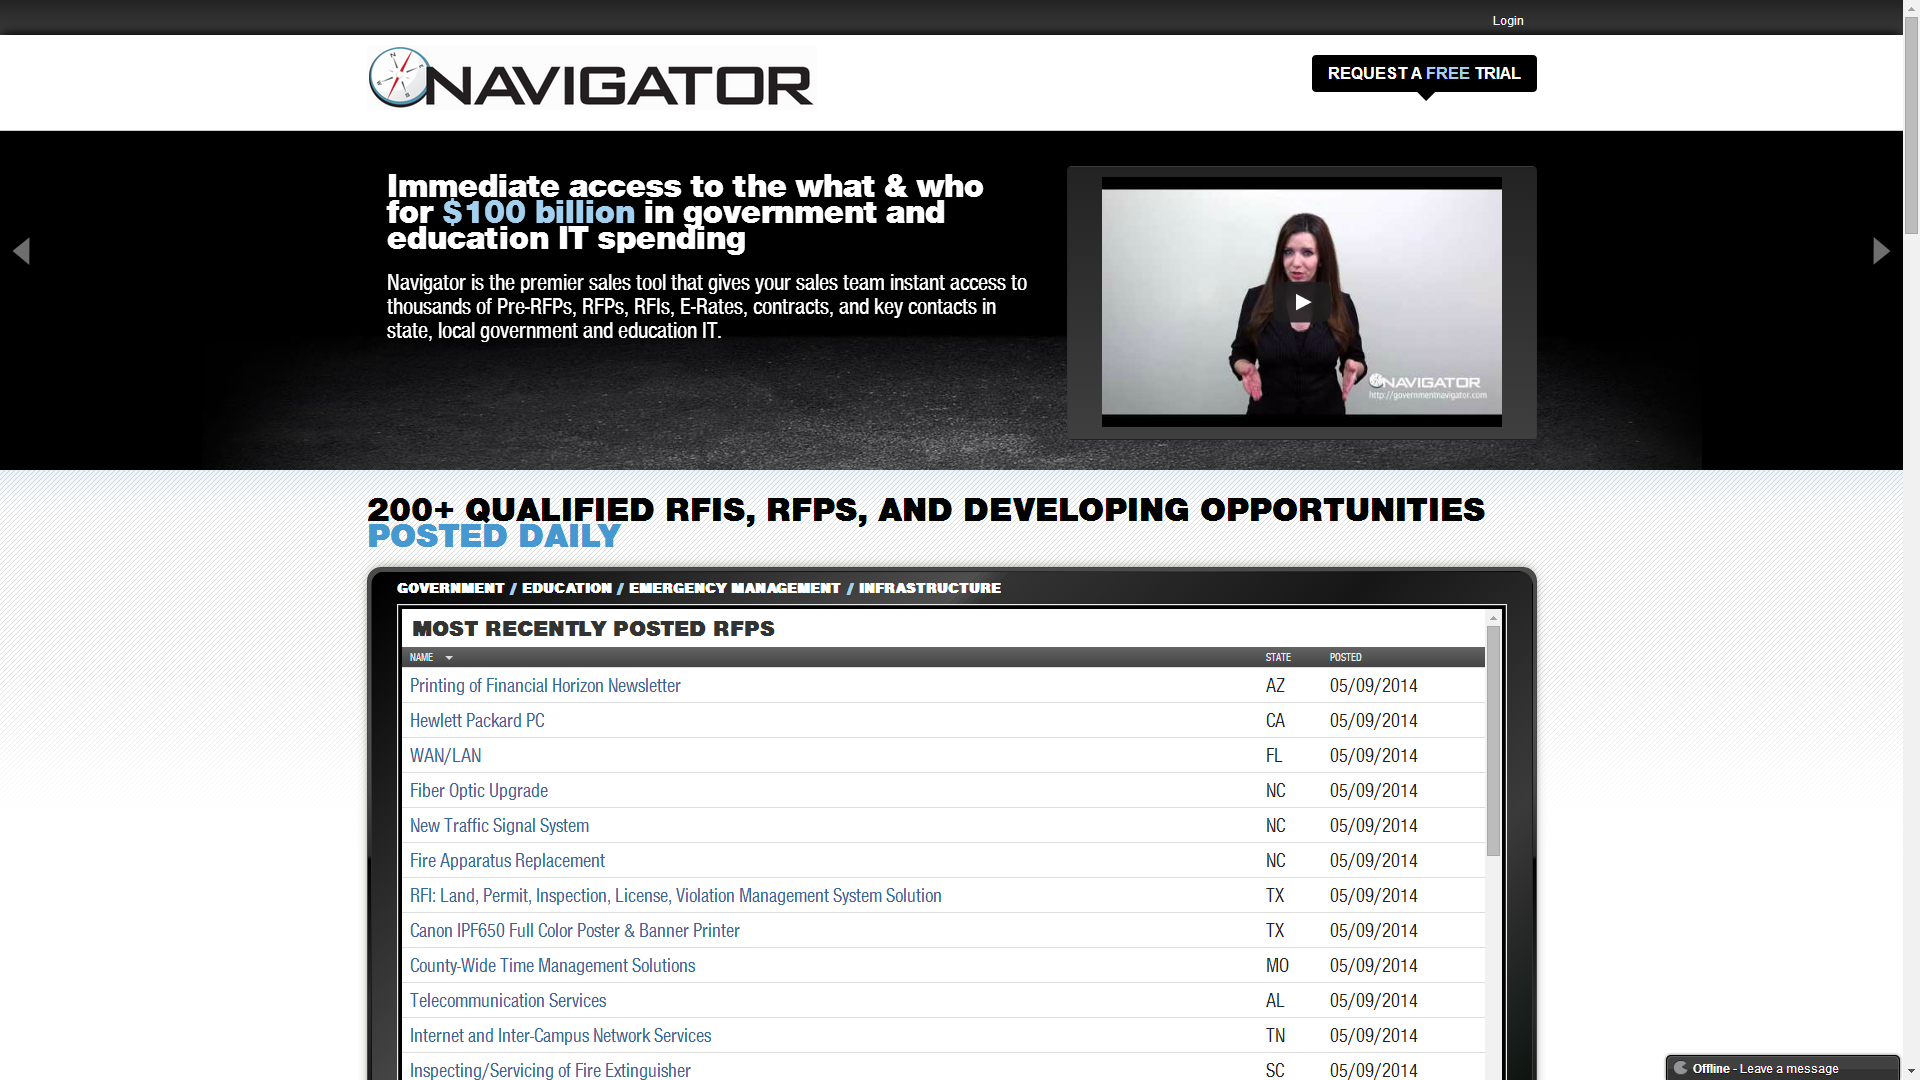 Login
NAVIGATOR
REQUEST A FREE TRIAL
Immediate access to the what & who
for $100 billion in government and
education IT spending
Navigator is the premier sales tool that gives your sales team instant access to
thousands of Pre-RFPs, RFPs, RFIs, E-Rates, contracts, and key contacts in
state, local government and education IT.
NAVIGATOR
http://governmentnavigator.com
200+ QUALIFIED RFIS, RFPS, AND DEVELOPING OPPORTUNITIES
POSTED DAILY
GOVERNMENT / EDUCATION / EMERGENCY MANAGEMENT / INFRASTRUCTURE
MOST RECENTLY POSTED RFPS
NAME STATE POSTED
Printing of Financial Horizon Newsletter AZ 05/09/2014
Hewlett Packard PC CA 05/09/2014
WAN/LAN FL 05/09/2014
Fiber Optic Upgrade NC 05/09/2014
New Traffic Signal System NC 05/09/2014
Fire Apparatus Replacement NC 05/09/2014
RFI: Land, Permit, Inspection, License, Violation Management System Solution TX 05/09/2014
Canon IPF650 Full Color Poster & Banner Printer TX 05/09/2014
County-Wide Time Management Solutions MO 05/09/2014
Telecommunication Services AL 05/09/2014
Internet and Inter-Campus Network Services TN 05/09/2014
Inspecting/Servicing of Fire Extinguisher SC 05/09/2014
Offline - Leave a message